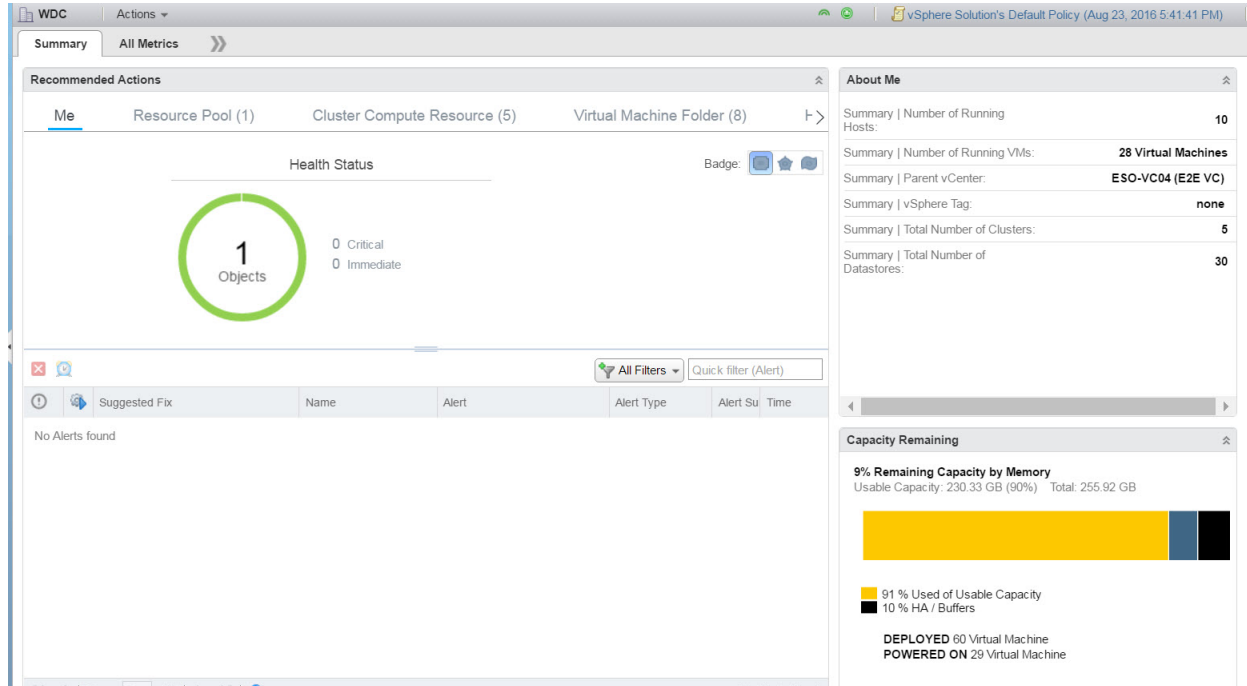 WDC Actions vSphere Solution's Default Policy (Aug 23, 2016 5:41:41 PM)
Summary All Metrics
Recommended Actions
Me Resource Pool (1) Cluster Compute Resource (5) Virtual Machine Folder (8)
Health Status Badge:
1
Objects
0 Critical
0 Immediate
All Filters Quick filter (Alert)
Suggested Fix Name Alert Alert Type Alert Su Time
No Alerts found
About Me
Summary | Number of Running
Hosts: 10
Summary | Number of Running VMs: 28 Virtual Machines
Summary | Parent vCenter: ESO-VC04 (E2E VC)
Summary | vSphere Tag: none
Summary | Total Number of Clusters: 5
Summary | Total Number of
Datastores: 30
Capacity Remaining
9% Remaining Capacity by Memory
Usable Capacity: 230.33 GB (90%) Total: 255.92 GB
91 % Used of Usable Capacity
10 % HA / Buffers
DEPLOYED 60 Virtual Machine
POWERED ON 29 Virtual Machine